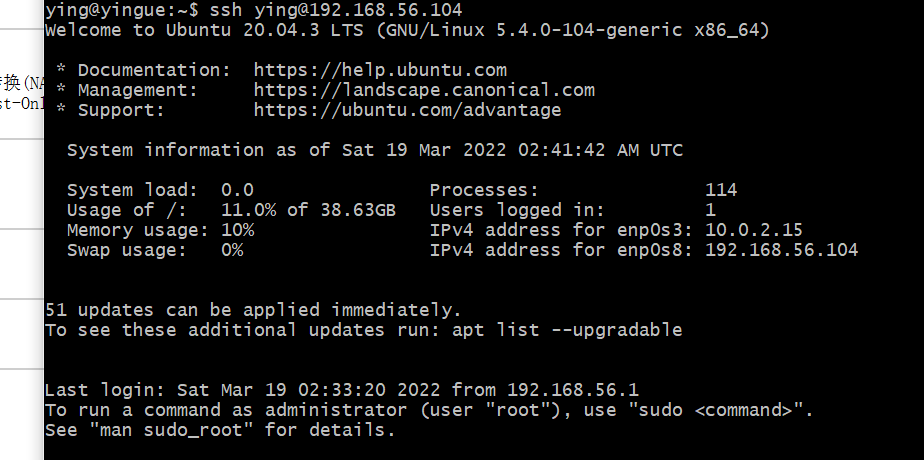 ying@yingue:~$ ssh ying@192.168.56.104
Welcome to Ubuntu 20.04.3 LTS (GNU/Linux 5.4.0-104-generic x86_64)
* Documentation:  https://help.ubuntu.com
* Management:     https://landscape.canonical.com
* Support:        https://ubuntu.com/advantage
System information as of Sat 19 Mar 2022 02:41:42 AM UTC
System load:  0.0                Processes:               114
Usage of /:   11.0% of 38.63GB   Users logged in:         1
Memory usage: 10%                IPv4 address for enp0s3: 10.0.2.15
Swap usage:   0%                 IPv4 address for enp0s8: 192.168.56.104
51 updates can be applied immediately.
To see these additional updates run: apt list --upgradable
Last login: Sat Mar 19 02:33:20 2022 from 192.168.56.1
To run a command as administrator (user "root"), use "sudo <command>".
See "man sudo_root" for details.
换(NA
st-Onl